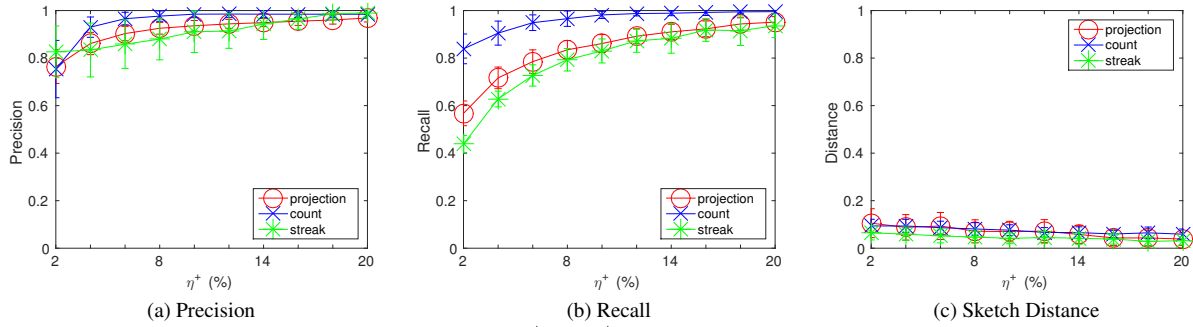 1
0.8
0.6
0.4
0.2
0
Precision
2
8
14
20
η⁺ (%)
projection
count
streak
(a) Precision
1
0.8
0.6
0.4
0.2
0
Recall
2
8
14
20
η⁺ (%)
projection
count
streak
(b) Recall
1
0.8
0.6
0.4
0.2
0
Distance
2
8
14
20
η⁺ (%)
projection
count
streak
(c) Sketch Distance